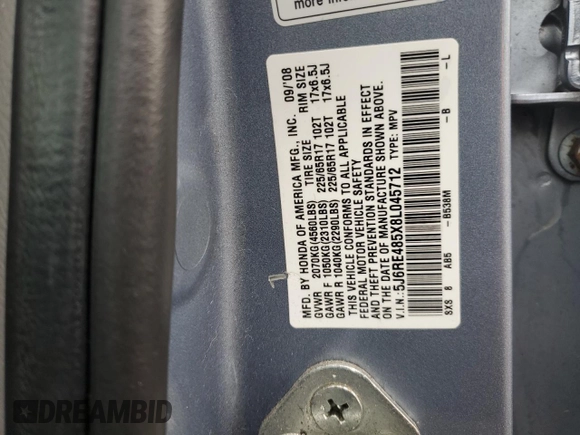 more info
MFD. BY HONDA OF AMERICA MFG., INC. 09/'08
TIRE SIZE RIM SIZE
GVWR 2070KG(4560LBS)
GAWR F 1050KG(2310LBS) 225/65R17 102T 17x6.5J
GAWR R 1040KG(2290LBS) 225/65R17 102T 17x6.5J
THIS VEHICLE CONFORMS TO ALL APPLICABLE
FEDERAL MOTOR VEHICLE SAFETY
AND THEFT PREVENTION STANDARDS IN EFFECT
ON THE DATE OF MANUFACTURE SHOWN ABOVE.
V.I.N.: 5J6RE485X8L045712 TYPE: MPV
SXS 8 AB5 - B538M - B - L
DREAMBID